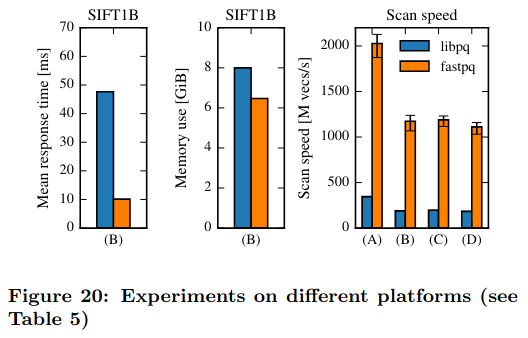 SIFT1B
SIFT1B
Scan speed
Mean response time [ms]
70
60
50
40
30
20
10
0
(B)
Memory use [GiB]
10
8
6
4
2
0
(B)
Scan speed [M vecs/s]
2000
1500
1000
500
0
libpq
fastpq
(A) (B) (C) (D)
Figure 20: Experiments on different platforms (see
Table 5)